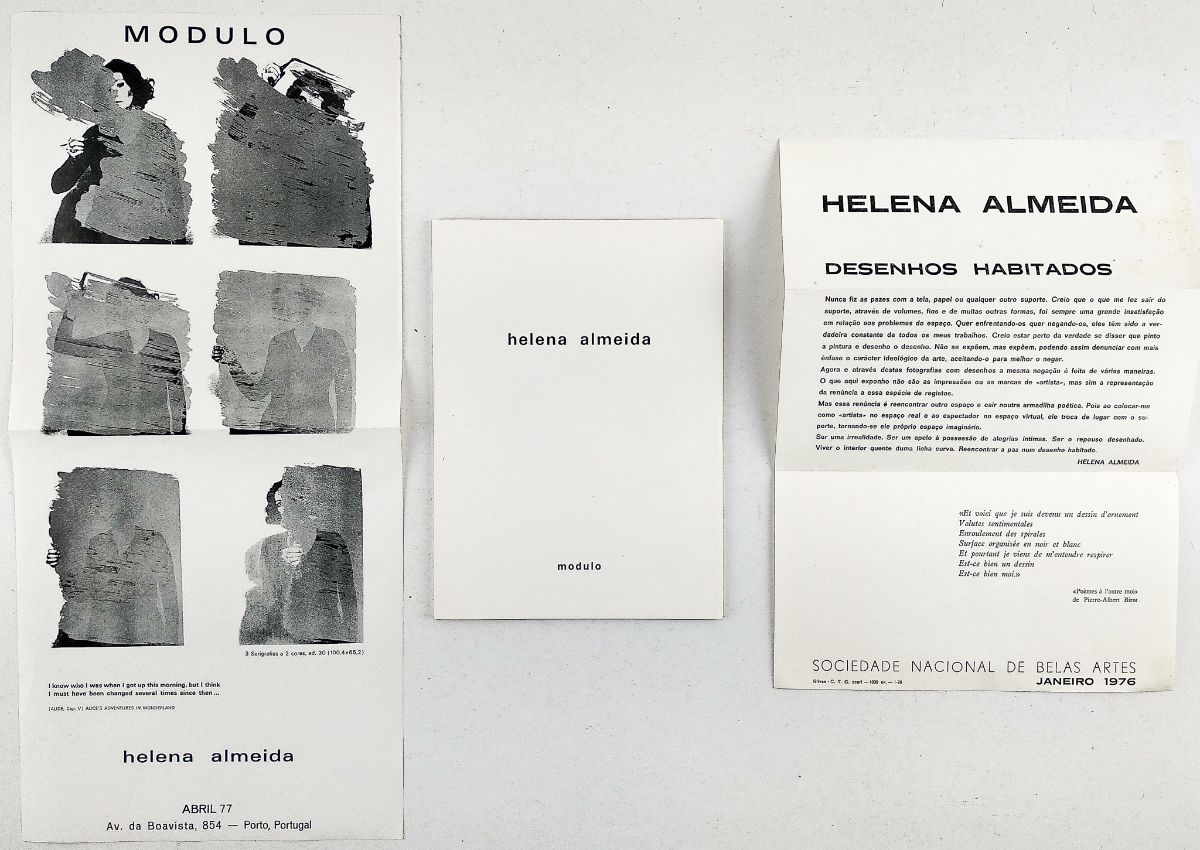 MODULO
3 Serigrafias a 2 cores, ed. 30 (100,4×65,2)
I know who I was when I got up this morning, but I think
I must have been changed several times since then ...
(ALICE, Cap. V) ALICE'S ADVENTURES IN WONDERLAND
helena almeida
ABRIL 77
Av. da Boavista, 854 — Porto, Portugal
helena almeida
modulo
HELENA ALMEIDA
DESENHOS HABITADOS
Nunca fiz as pazes com a tela, papel ou qualquer outro suporte. Creio que o que me fez sair do
suporte, através de volumes, fios e de muitas outras formas, foi sempre uma grande insatisfação
em relação aos problemas do espaço. Quer enfrentando-os quer negando-os, eles têm sido a ver-
dadeira constante de todos os meus trabalhos. Creio estar perto da verdade se disser que pinto
a pintura e desenho o desenho. Não se expõem, mas expõem, podendo assim denunciar com mais
ênfase o carácter ideológico da arte, aceitando-o para melhor o negar.
Agora e através destas fotografias com desenhos a mesma negação é feita de várias maneiras.
O que aqui exponho não são as impressões ou as marcas de «artista», mas sim a representação
da renúncia a essa espécie de registos.
Mas essa renúncia é reencontrar outro espaço e cair noutra armadilha poética. Pois ao colocar-me
como «artista» no espaço real e ao espectador no espaço virtual, ele troca de lugar com o su-
porte, tornando-se ele próprio espaço imaginário.
Ser uma irrealidade. Ser um apelo à possessão de alegrias íntimas. Ser o repouso desenhado.
Viver o interior quente duma linha curva. Reencontrar a paz num desenho habitado.
HELENA ALMEIDA
«Et voici que je suis devenu un dessin d'ornement
Volutes sentimentales
Enroulement des spirales
Surface organisée en noir et blanc
Et pourtant je viens de m'entendre respirer
Est-ce bien un dessin
Est-ce bien moi.»
«Poèmes à l'autre moi»
de Pierre-Albert Birot
SOCIEDADE NACIONAL DE BELAS ARTES
JANEIRO 1976